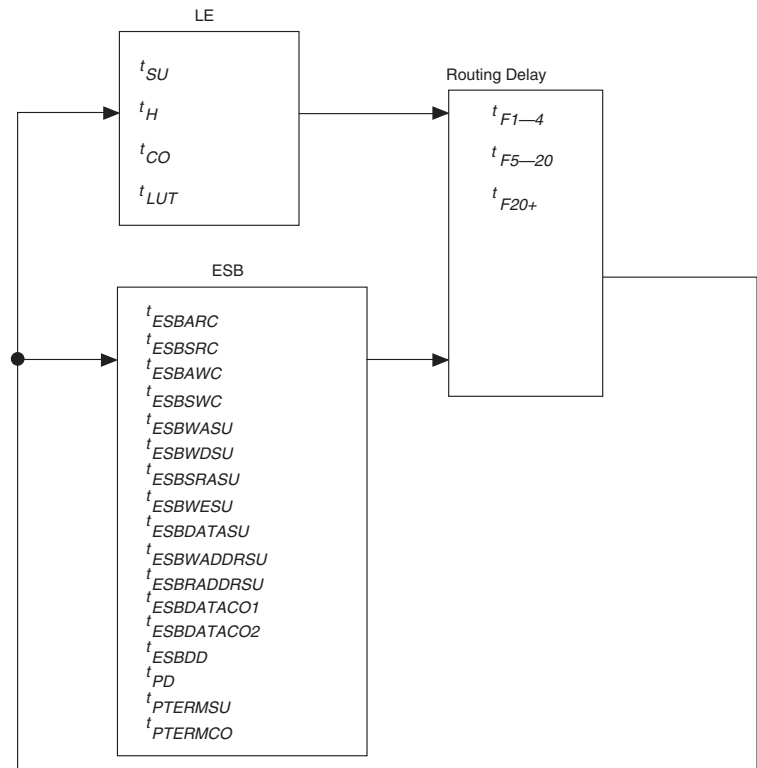 LE
tSU
tH
tCO
tLUT
Routing Delay
tF1—4
tF5—20
tF20+
ESB
tESBARC
tESBSRC
tESBAWC
tESBSWC
tESBWASU
tESBWDSU
tESBSRASU
tESBWESU
tESBDATASU
tESBWADDRSU
tESBRADDRSU
tESBDATACO1
tESBDATACO2
tESBDD
tPD
tPTERMSU
tPTERMCO